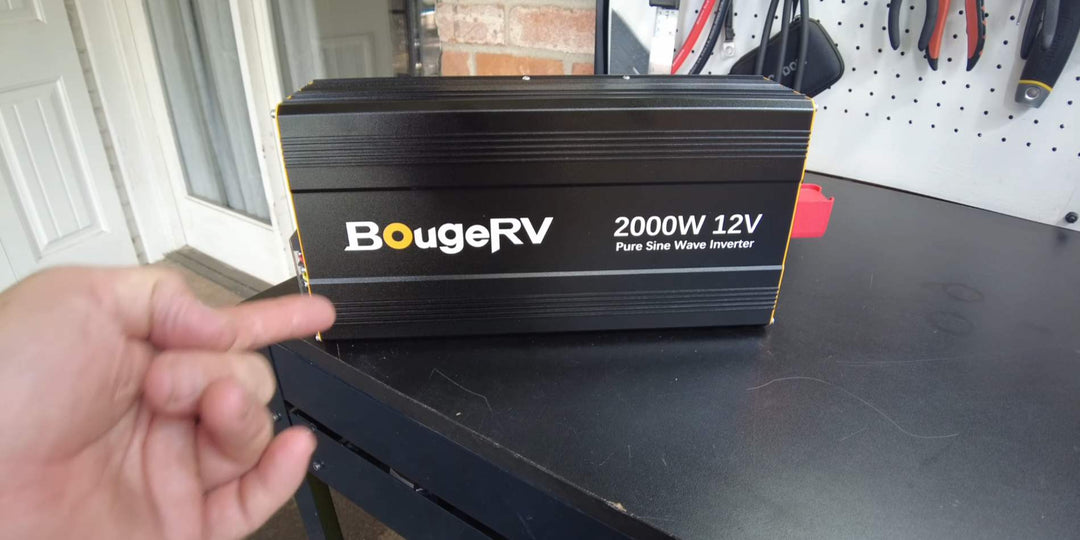 BougeRV
2000W 12V
Pure Sine Wave Inverter